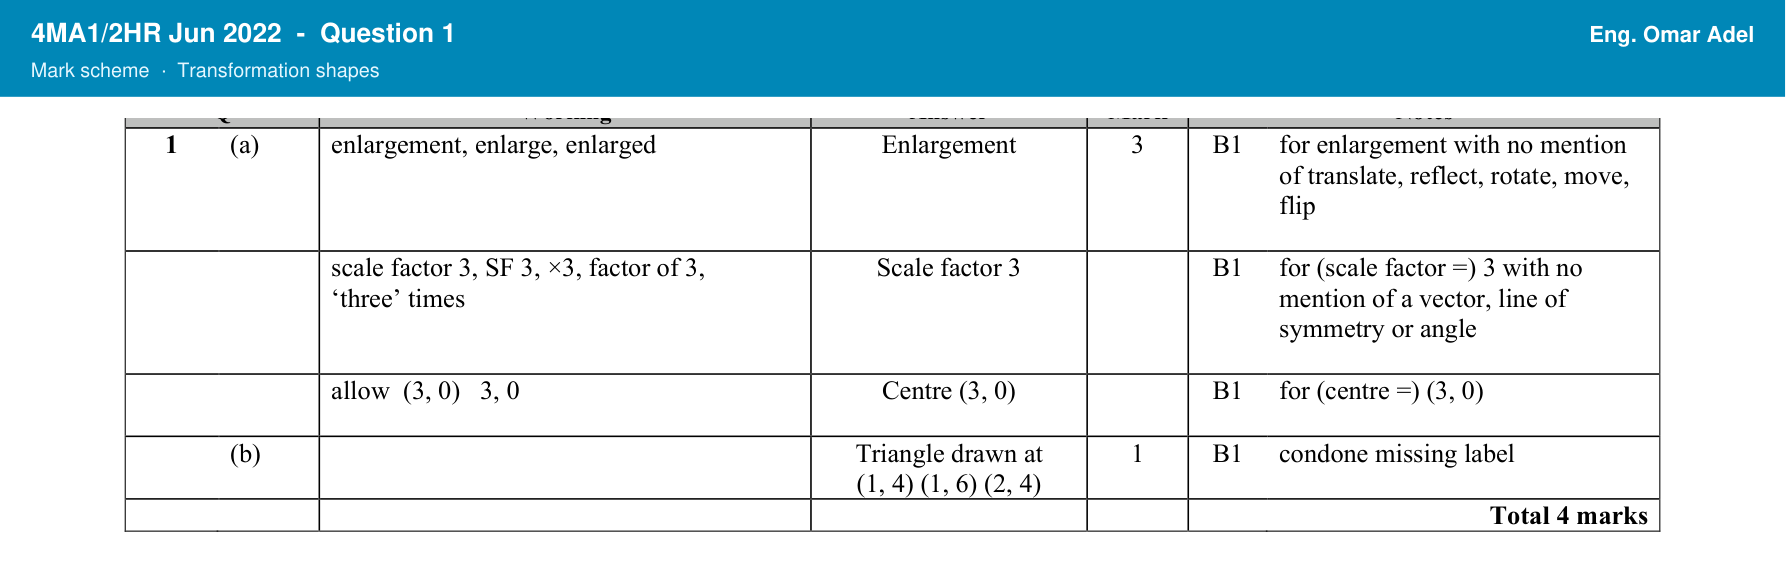 4MA1/2HR Jun 2022 - Question 1
Eng. Omar Adel
Mark scheme · Transformation shapes
1 (a) enlargement, enlarge, enlarged Enlargement 3 B1 for enlargement with no mention
of translate, reflect, rotate, move,
flip
scale factor 3, SF 3, ×3, factor of 3, Scale factor 3 B1 for (scale factor =) 3 with no
‘three’ times mention of a vector, line of
symmetry or angle
allow (3, 0) 3, 0 Centre (3, 0) B1 for (centre =) (3, 0)
(b) Triangle drawn at 1 B1 condone missing label
(1, 4) (1, 6) (2, 4)
Total 4 marks